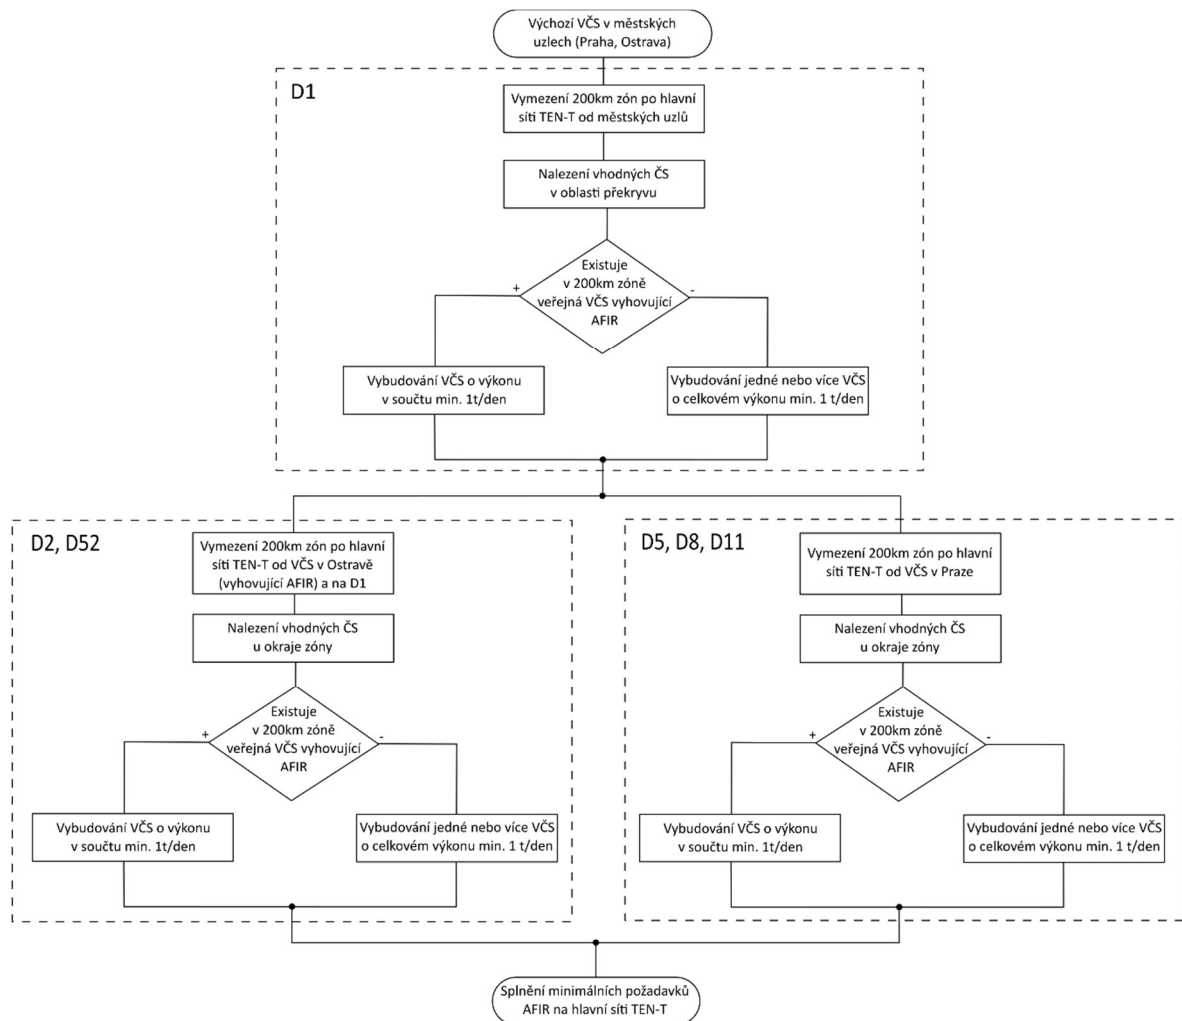 Výchozí VČS v městských
uzlech (Praha, Ostrava)
D1
Vymezení 200km zón po hlavní
síti TEN-T od městských uzlů
Nalezení vhodných ČS
v oblasti překryvu
Existuje
v 200km zóně
veřejná VČS vyhovující
AFIR
+
-
Vybudování VČS o výkonu
v součtu min. 1t/den
Vybudování jedné nebo více VČS
o celkovém výkonu min. 1 t/den
D2, D52
Vymezení 200km zón po hlavní
síti TEN-T od VČS v Ostravě
(vyhovující AFIR) a na D1
Nalezení vhodných ČS
u okraje zóny
Existuje
v 200km zóně
veřejná VČS vyhovující
AFIR
+
-
Vybudování VČS o výkonu
v součtu min. 1t/den
Vybudování jedné nebo více VČS
o celkovém výkonu min. 1 t/den
D5, D8, D11
Vymezení 200km zón po hlavní
síti TEN-T od VČS v Praze
Nalezení vhodných ČS
u okraje zóny
Existuje
v 200km zóně
veřejná VČS vyhovující
AFIR
+
-
Vybudování VČS o výkonu
v součtu min. 1t/den
Vybudování jedné nebo více VČS
o celkovém výkonu min. 1 t/den
Splnění minimálních požadavků
AFIR na hlavní síti TEN-T